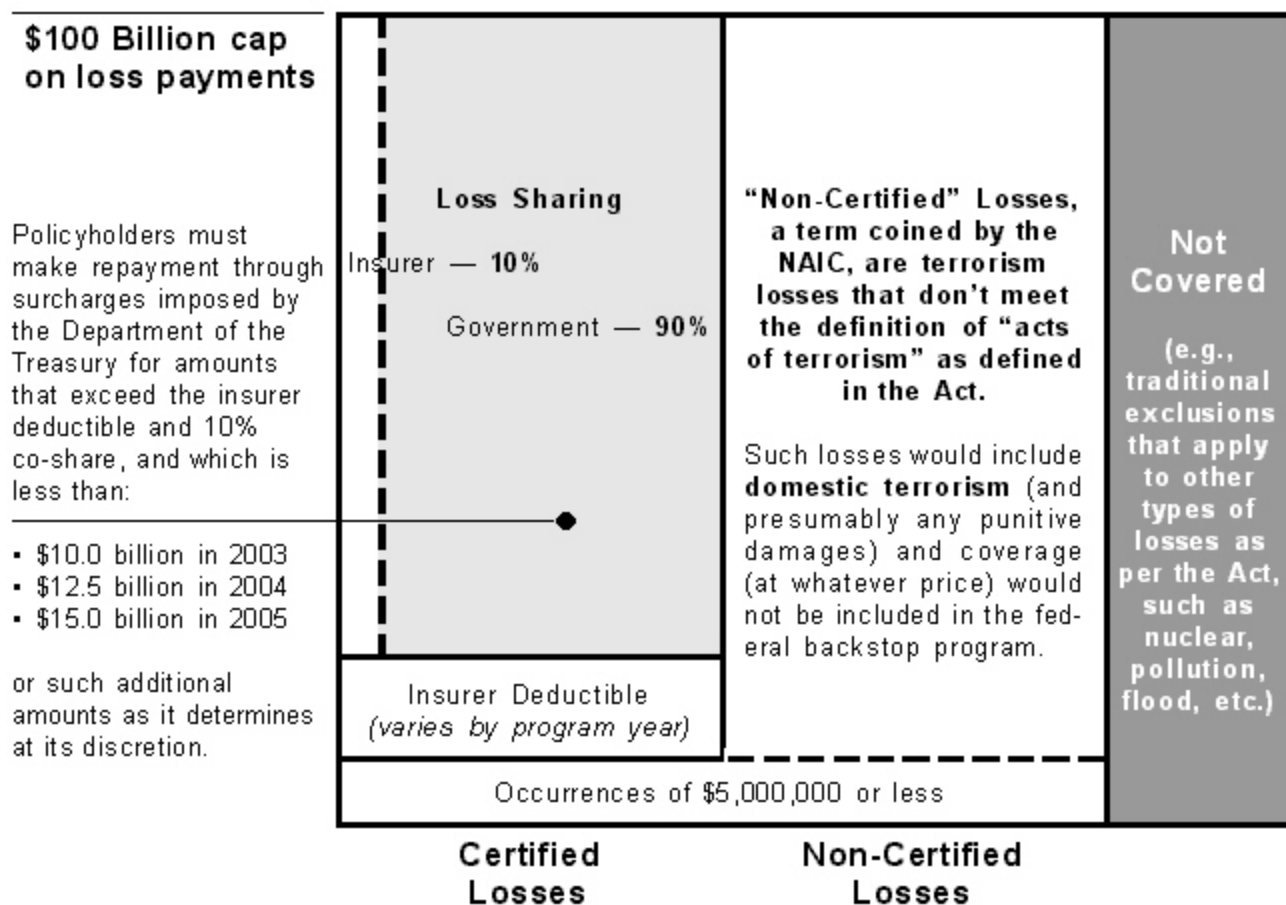 $100 Billion cap
on loss payments
Policyholders must
make repayment through
surcharges imposed by
the Department of the
Treasury for amounts
that exceed the insurer
deductible and 10%
co-share, and which is
less than:
▪ $10.0 billion in 2003
▪ $12.5 billion in 2004
▪ $15.0 billion in 2005
or such additional
amounts as it determines
at its discretion.
Loss Sharing
Insurer — 10%
Government — 90%
Insurer Deductible
(varies by program year)
“Non-Certified” Losses,
a term coined by the
NAIC, are terrorism
losses that don’t meet
the definition of “acts
of terrorism” as defined
in the Act.
Such losses would include
domestic terrorism (and
presumably any punitive
damages) and coverage
(at whatever price) would
not be included in the fed-
eral backstop program.
Occurrences of $5,000,000 or less
Not
Covered
(e.g.,
traditional
exclusions
that apply
to other
types of
losses as
per the Act,
such as
nuclear,
pollution,
flood, etc.)
Certified
Losses
Non-Certified
Losses